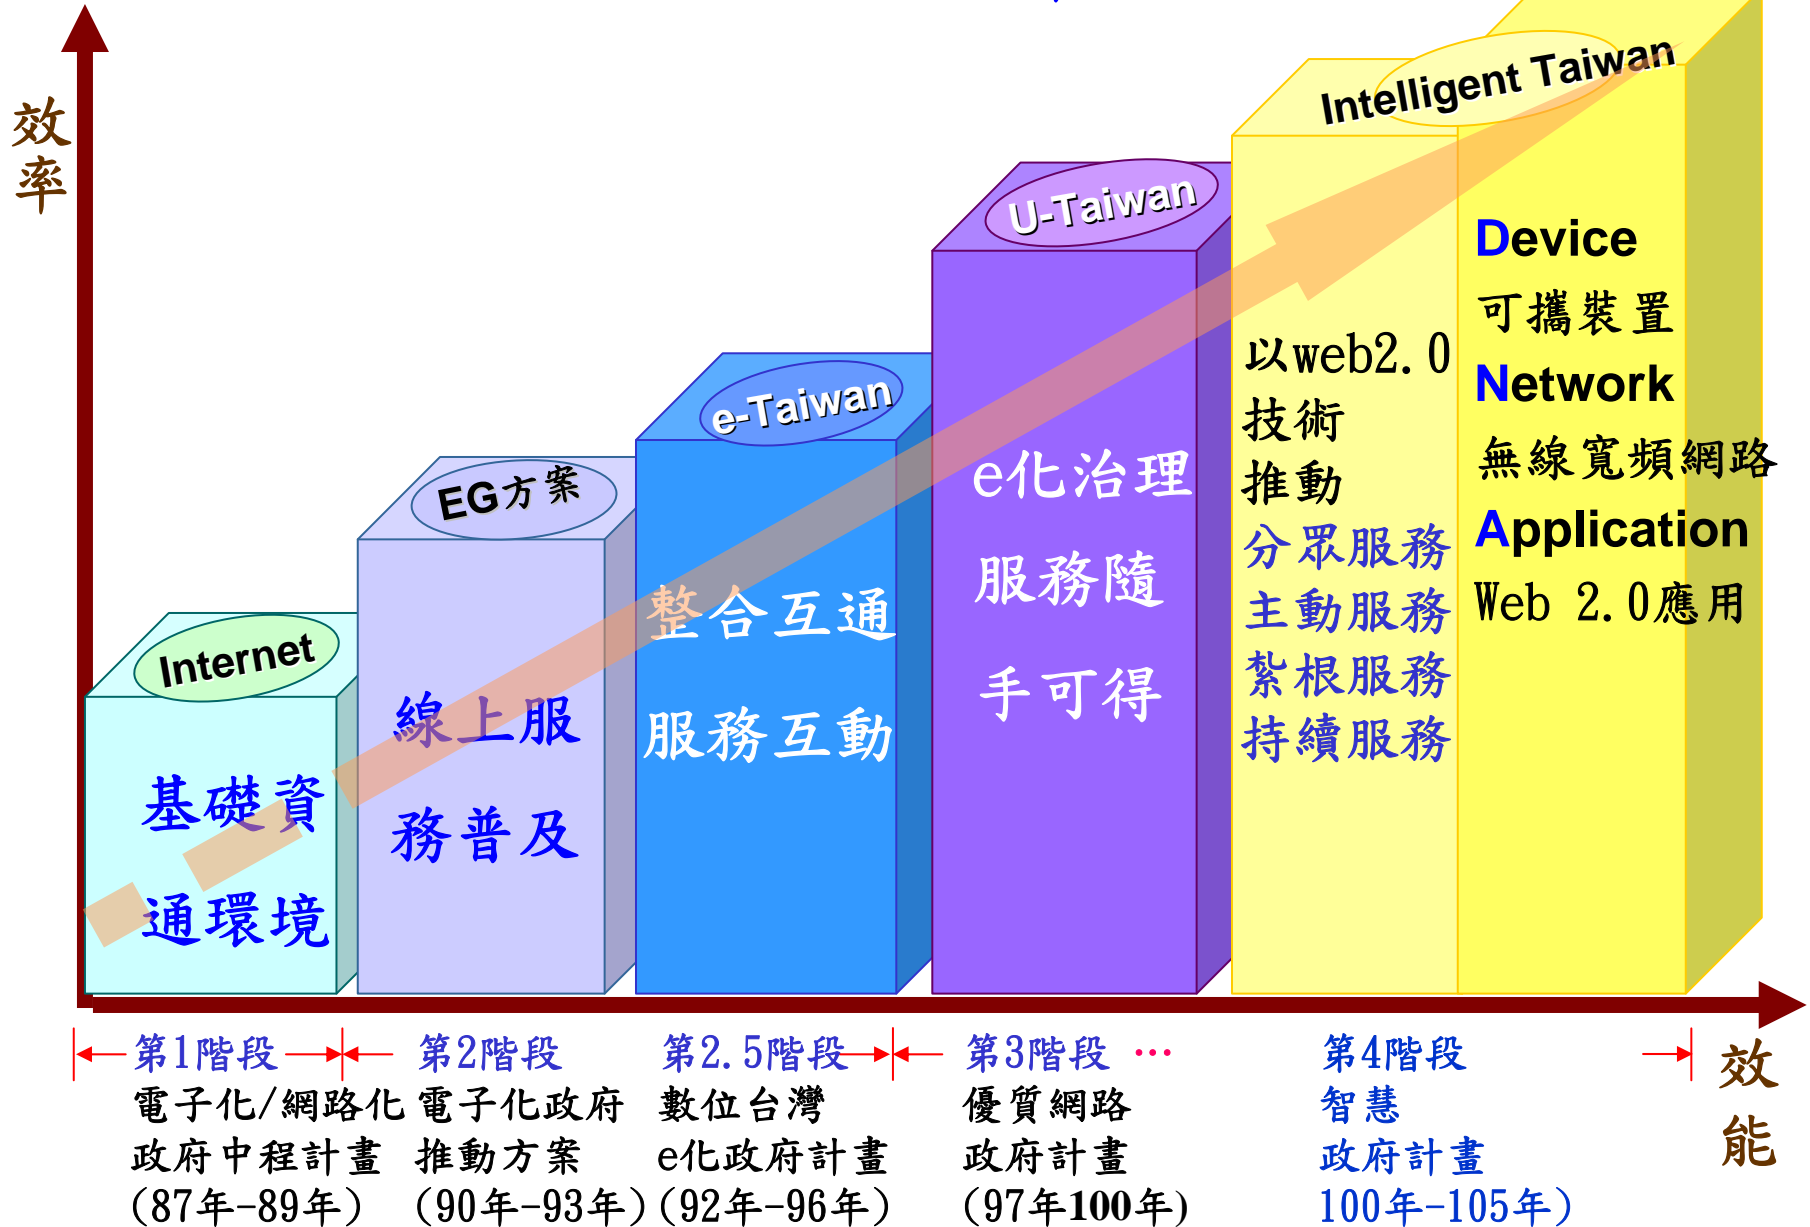 效
率
Internet
基礎資
通環境
EG方案
線上服
務普及
e-Taiwan
整合互通
服務互動
U-Taiwan
e化治理
服務隨
手可得
Intelligent Taiwan
以web2.0
技術
推動
分眾服務
主動服務
紮根服務
持續服務
Device
可攜裝置
Network
無線寬頻網路
Application
Web 2.0應用
第1階段
電子化/網路化
政府中程計畫
(87年-89年)
第2階段
電子化政府
推動方案
(90年-93年)
第2.5階段
數位台灣
e化政府計畫
(92年-96年)
第3階段 …
優質網路
政府計畫
(97年100年)
第4階段
智慧
政府計畫
100年-105年)
效
能